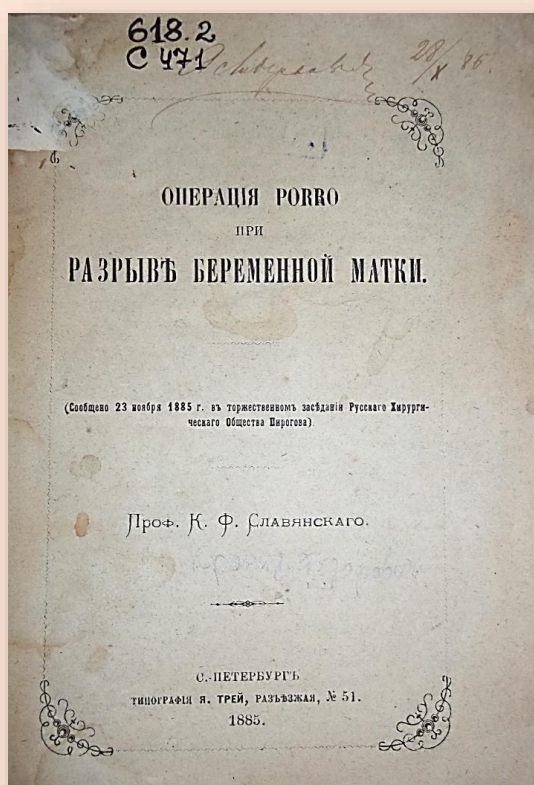 618.2
С 471
28/X 85.
ОПЕРАЦІЯ PORRO
ПРИ
РАЗРЫВѢ БЕРЕМЕННОЙ МАТКИ.
(Сообщено 23 ноября 1885 г. въ торжественномъ засѣданіи Русскаго Хирурги-
ческаго Общества Пирогова)
Проф. К. Ф. Славянскаго.
С.-ПЕТЕРБУРГЪ
ТИПОГРАФІЯ Я. ТРЕЙ, РАЗЪѢЗЖАЯ, № 51.
1885.